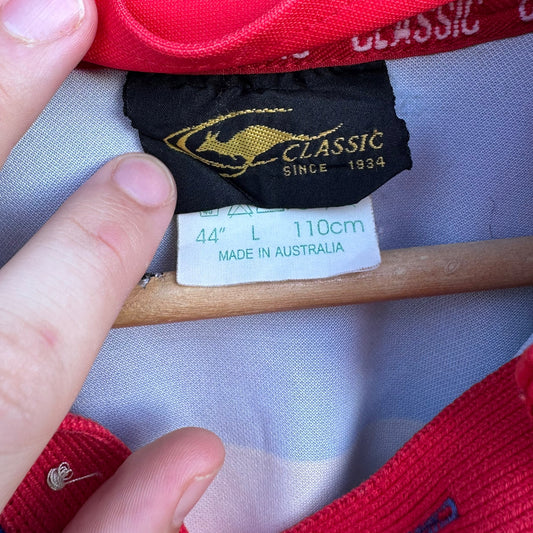 CLASSIC
CLASSIC
SINCE 1934
44" L 110cm
MADE IN AUSTRALIA